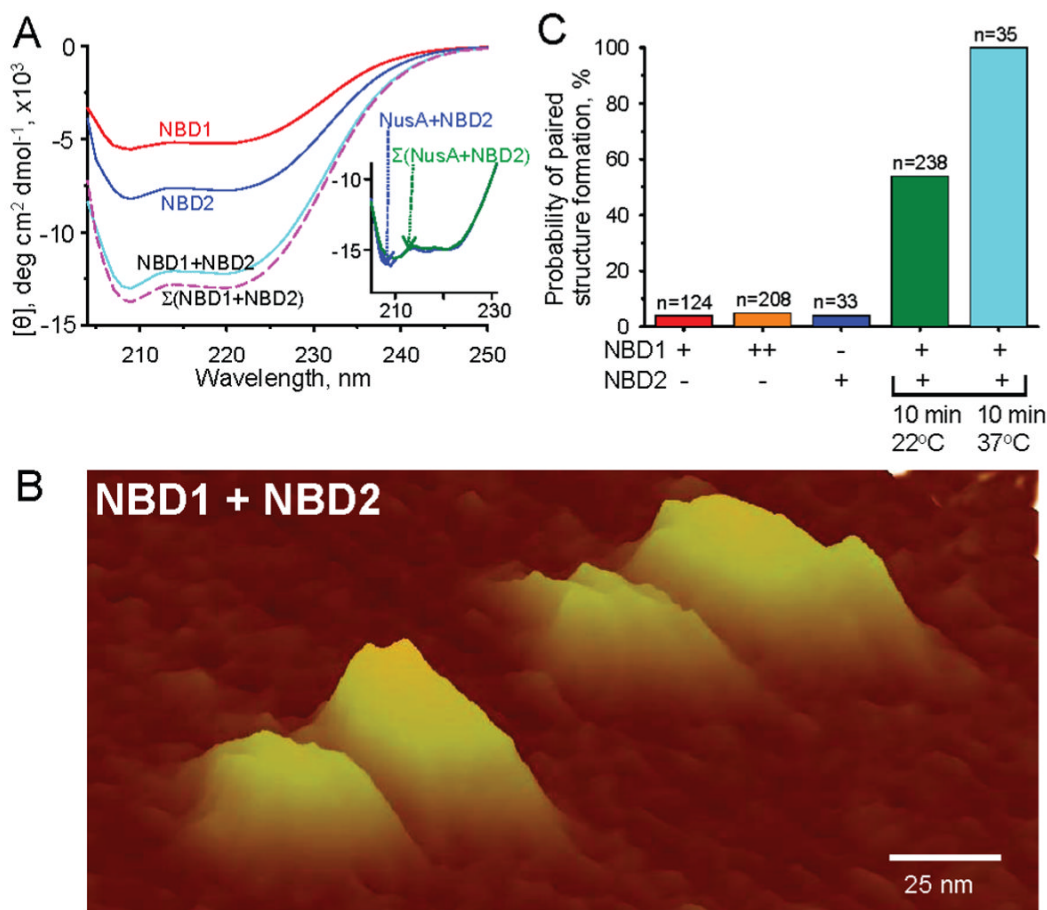 A
[θ], deg cm² dmol⁻¹, x10³
0
-5
-10
-15
NBD1
NBD2
NBD1+NBD2
Σ(NBD1+NBD2)
NusA+NBD2
Σ(NusA+NBD2)
-10
-15
210 230
210 220 230 240 250
Wavelength, nm
C
Probability of paired
structure formation, %
100
80
60
40
20
0
n=124
n=208
n=33
n=238
n=35
NBD1 + ++ - + +
NBD2 - - + + +
10 min 10 min
22°C 37°C
B
NBD1 + NBD2
25 nm